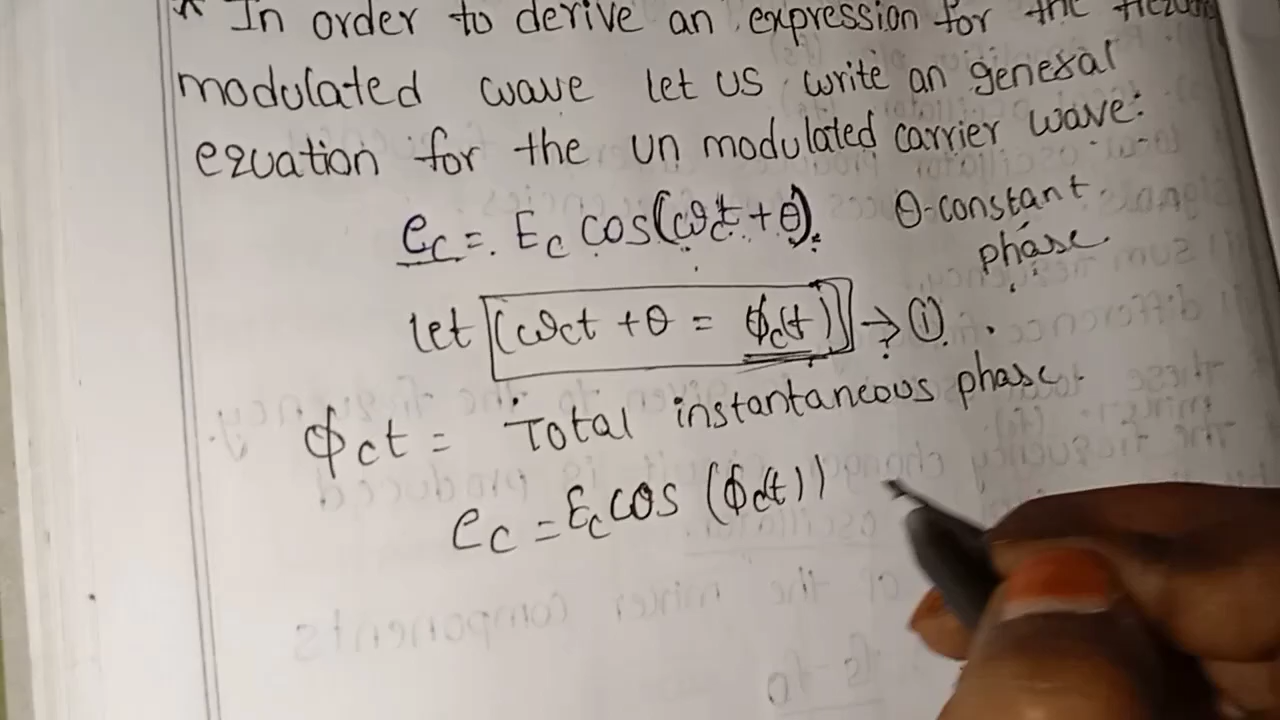 * In order to derive an expression for the
modulated wave let us write an general
equation for the un modulated carrier wave:
ec = Ec cos(ωct + θ) θ-constant
phase
let [(ωct + θ = ϕc(t)] → ①
ϕct = Total instantaneous phase
ec = Ec cos (ϕc(t))